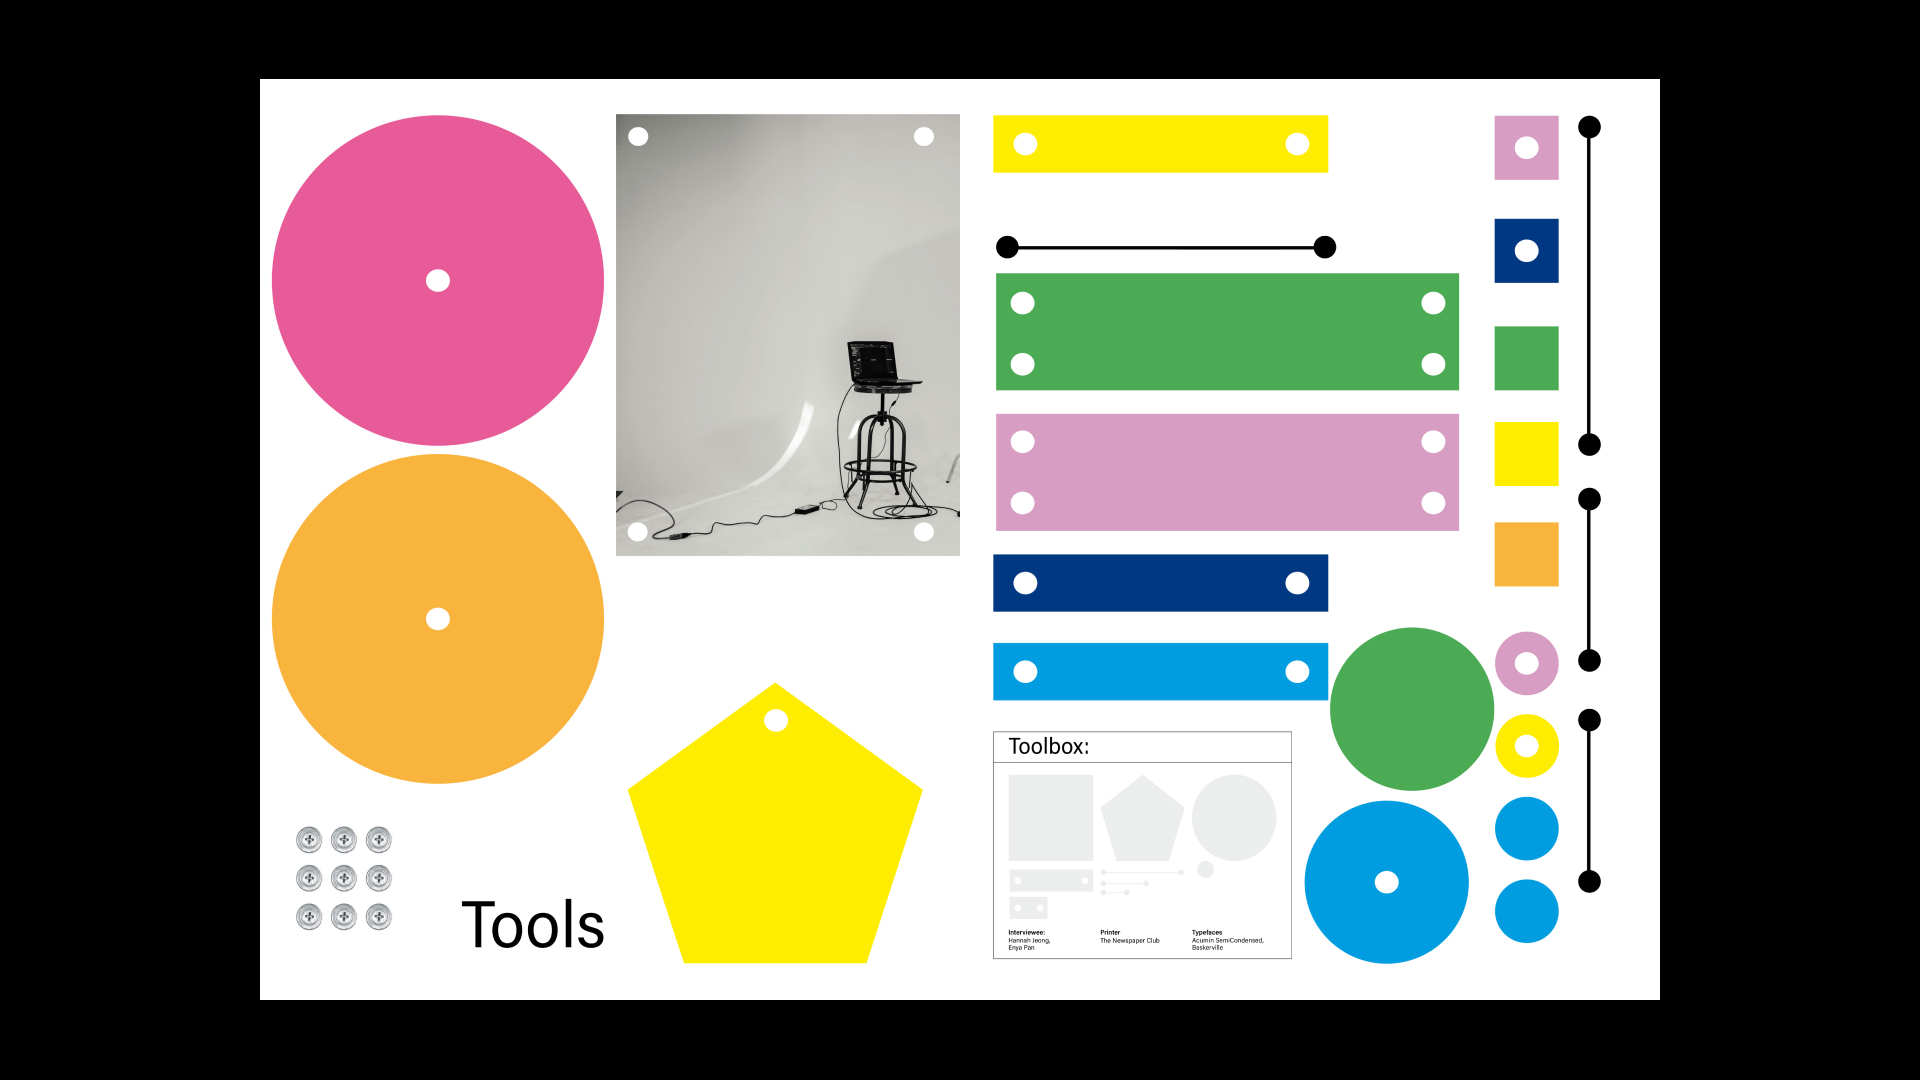 Tools
Toolbox:
Interviewee:
Hannah Jeong,
Enya Pan
Printer
The Newspaper Club
Typefaces
Acumin SemiCondensed,
Baskerville